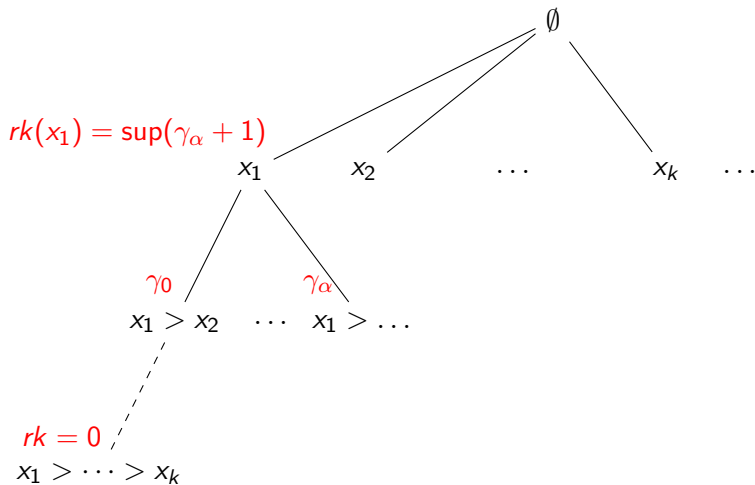 ∅
rk(x₁) = sup(γ_α + 1)
x₁ x₂ ... x_k ...
γ₀ γ_α
x₁ > x₂ ... x₁ > ...
rk = 0
x₁ > ⋯ > x_k